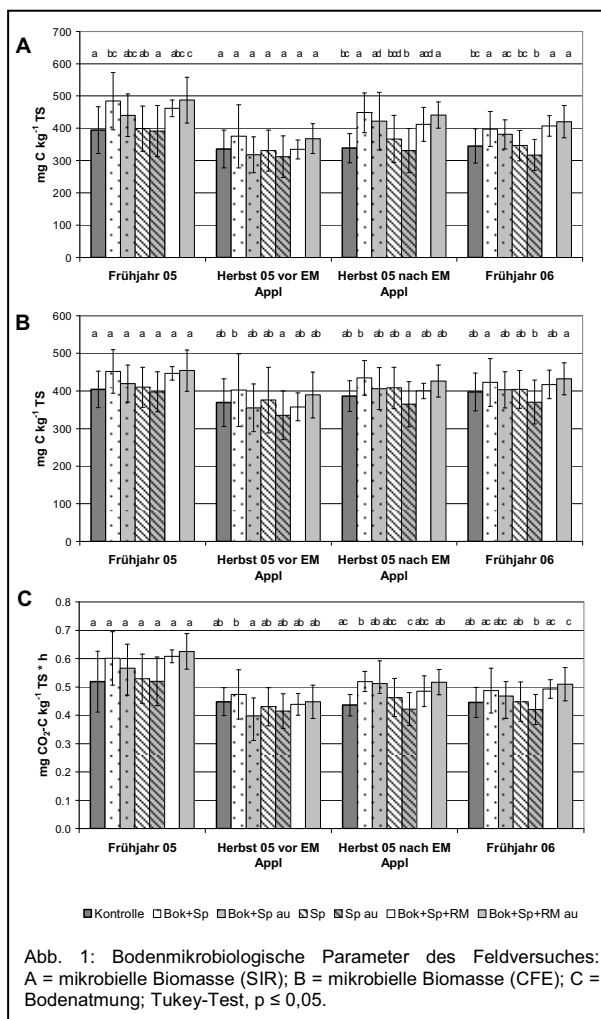 A
700
600
500
400
300
200
100
0
mg C kg-1 TS
a bc abc ab a abc c
a a a a a a a
bc a ad bcd b acd a
bc a ac bc b a a
Frühjahr 05
Herbst 05 vor EM Appl
Herbst 05 nach EM Appl
Frühjahr 06
B
600
500
400
300
200
100
0
mg C kg-1 TS
a a a a a a a
ab b ab ab a ab ab
ab b ab ab a ab ab
ab a ab ab b ab a
Frühjahr 05
Herbst 05 vor EM Appl
Herbst 05 nach EM Appl
Frühjahr 06
C
0.8
0.7
0.6
0.5
0.4
0.3
0.2
0.1
0.0
mg CO2-C kg-1 TS * h
a a a a a a a
ab b a ab ab ab ab
ac b ab abc c abc ab
ab ac abc ab b ac c
Frühjahr 05
Herbst 05 vor EM Appl
Herbst 05 nach EM Appl
Frühjahr 06
Kontrolle Bok+Sp Bok+Sp au Sp Sp au Bok+Sp+RM Bok+Sp+RM au
Abb. 1: Bodenmikrobiologische Parameter des Feldversuches:
A = mikrobielle Biomasse (SIR); B = mikrobielle Biomasse (CFE); C =
Bodenatmung; Tukey-Test, p ≤ 0,05.